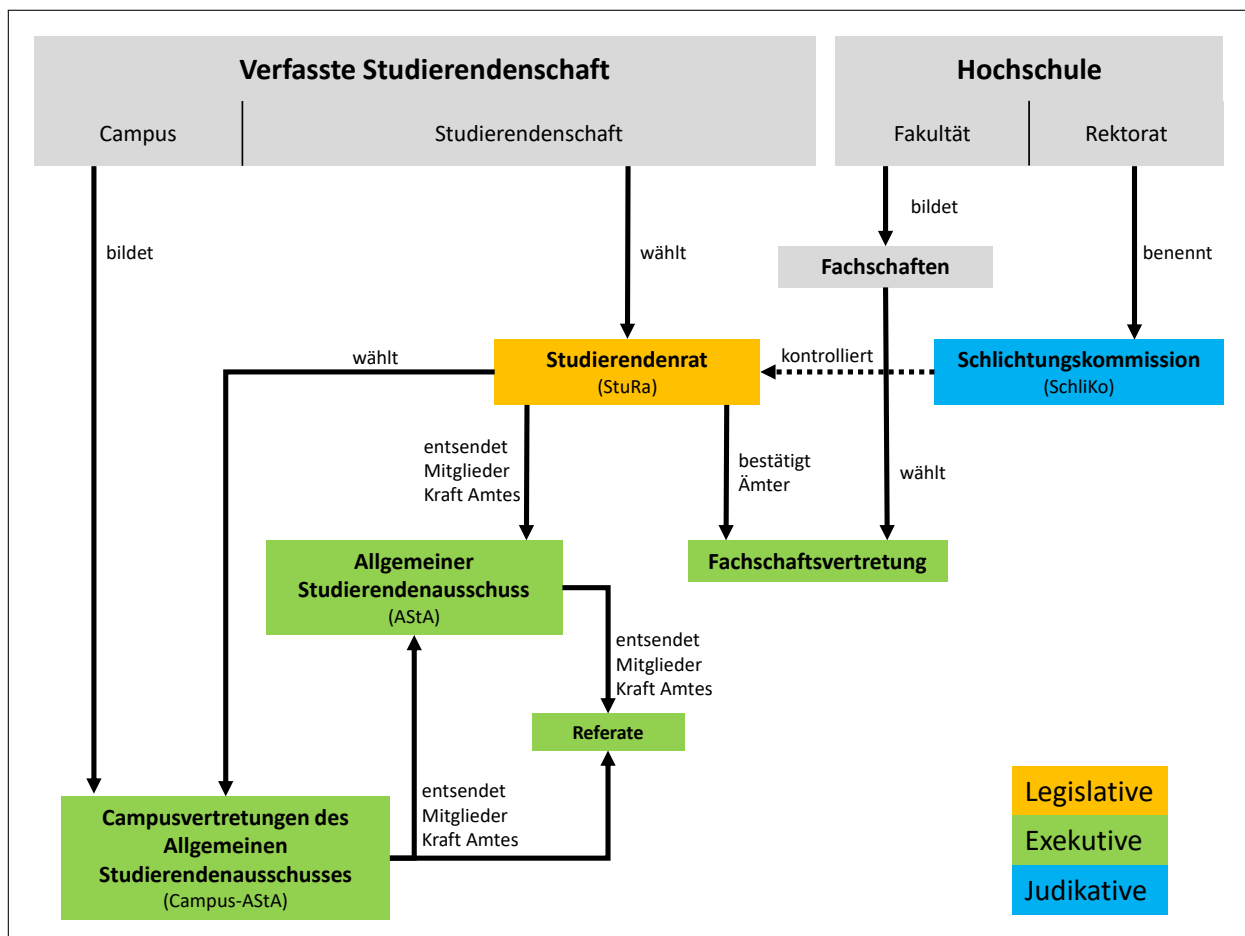 Verfasste Studierendenschaft
Hochschule
Campus
Studierendenschaft
Fakultät
Rektorat
bildet
wählt
bildet
benennt
Fachschaften
wählt
Studierendenrat
(StuRa)
kontrolliert
Schlichtungskommission
(SchliKo)
entsendet
Mitglieder
Kraft Amtes
bestätigt
Ämter
wählt
Allgemeiner
Studierendenausschuss
(AStA)
Fachschaftsvertretung
entsendet
Mitglieder
Kraft Amtes
Referate
Campusvertretungen des
Allgemeinen
Studierendenausschusses
(Campus-AStA)
entsendet
Mitglieder
Kraft Amtes
Legislative
Exekutive
Judikative